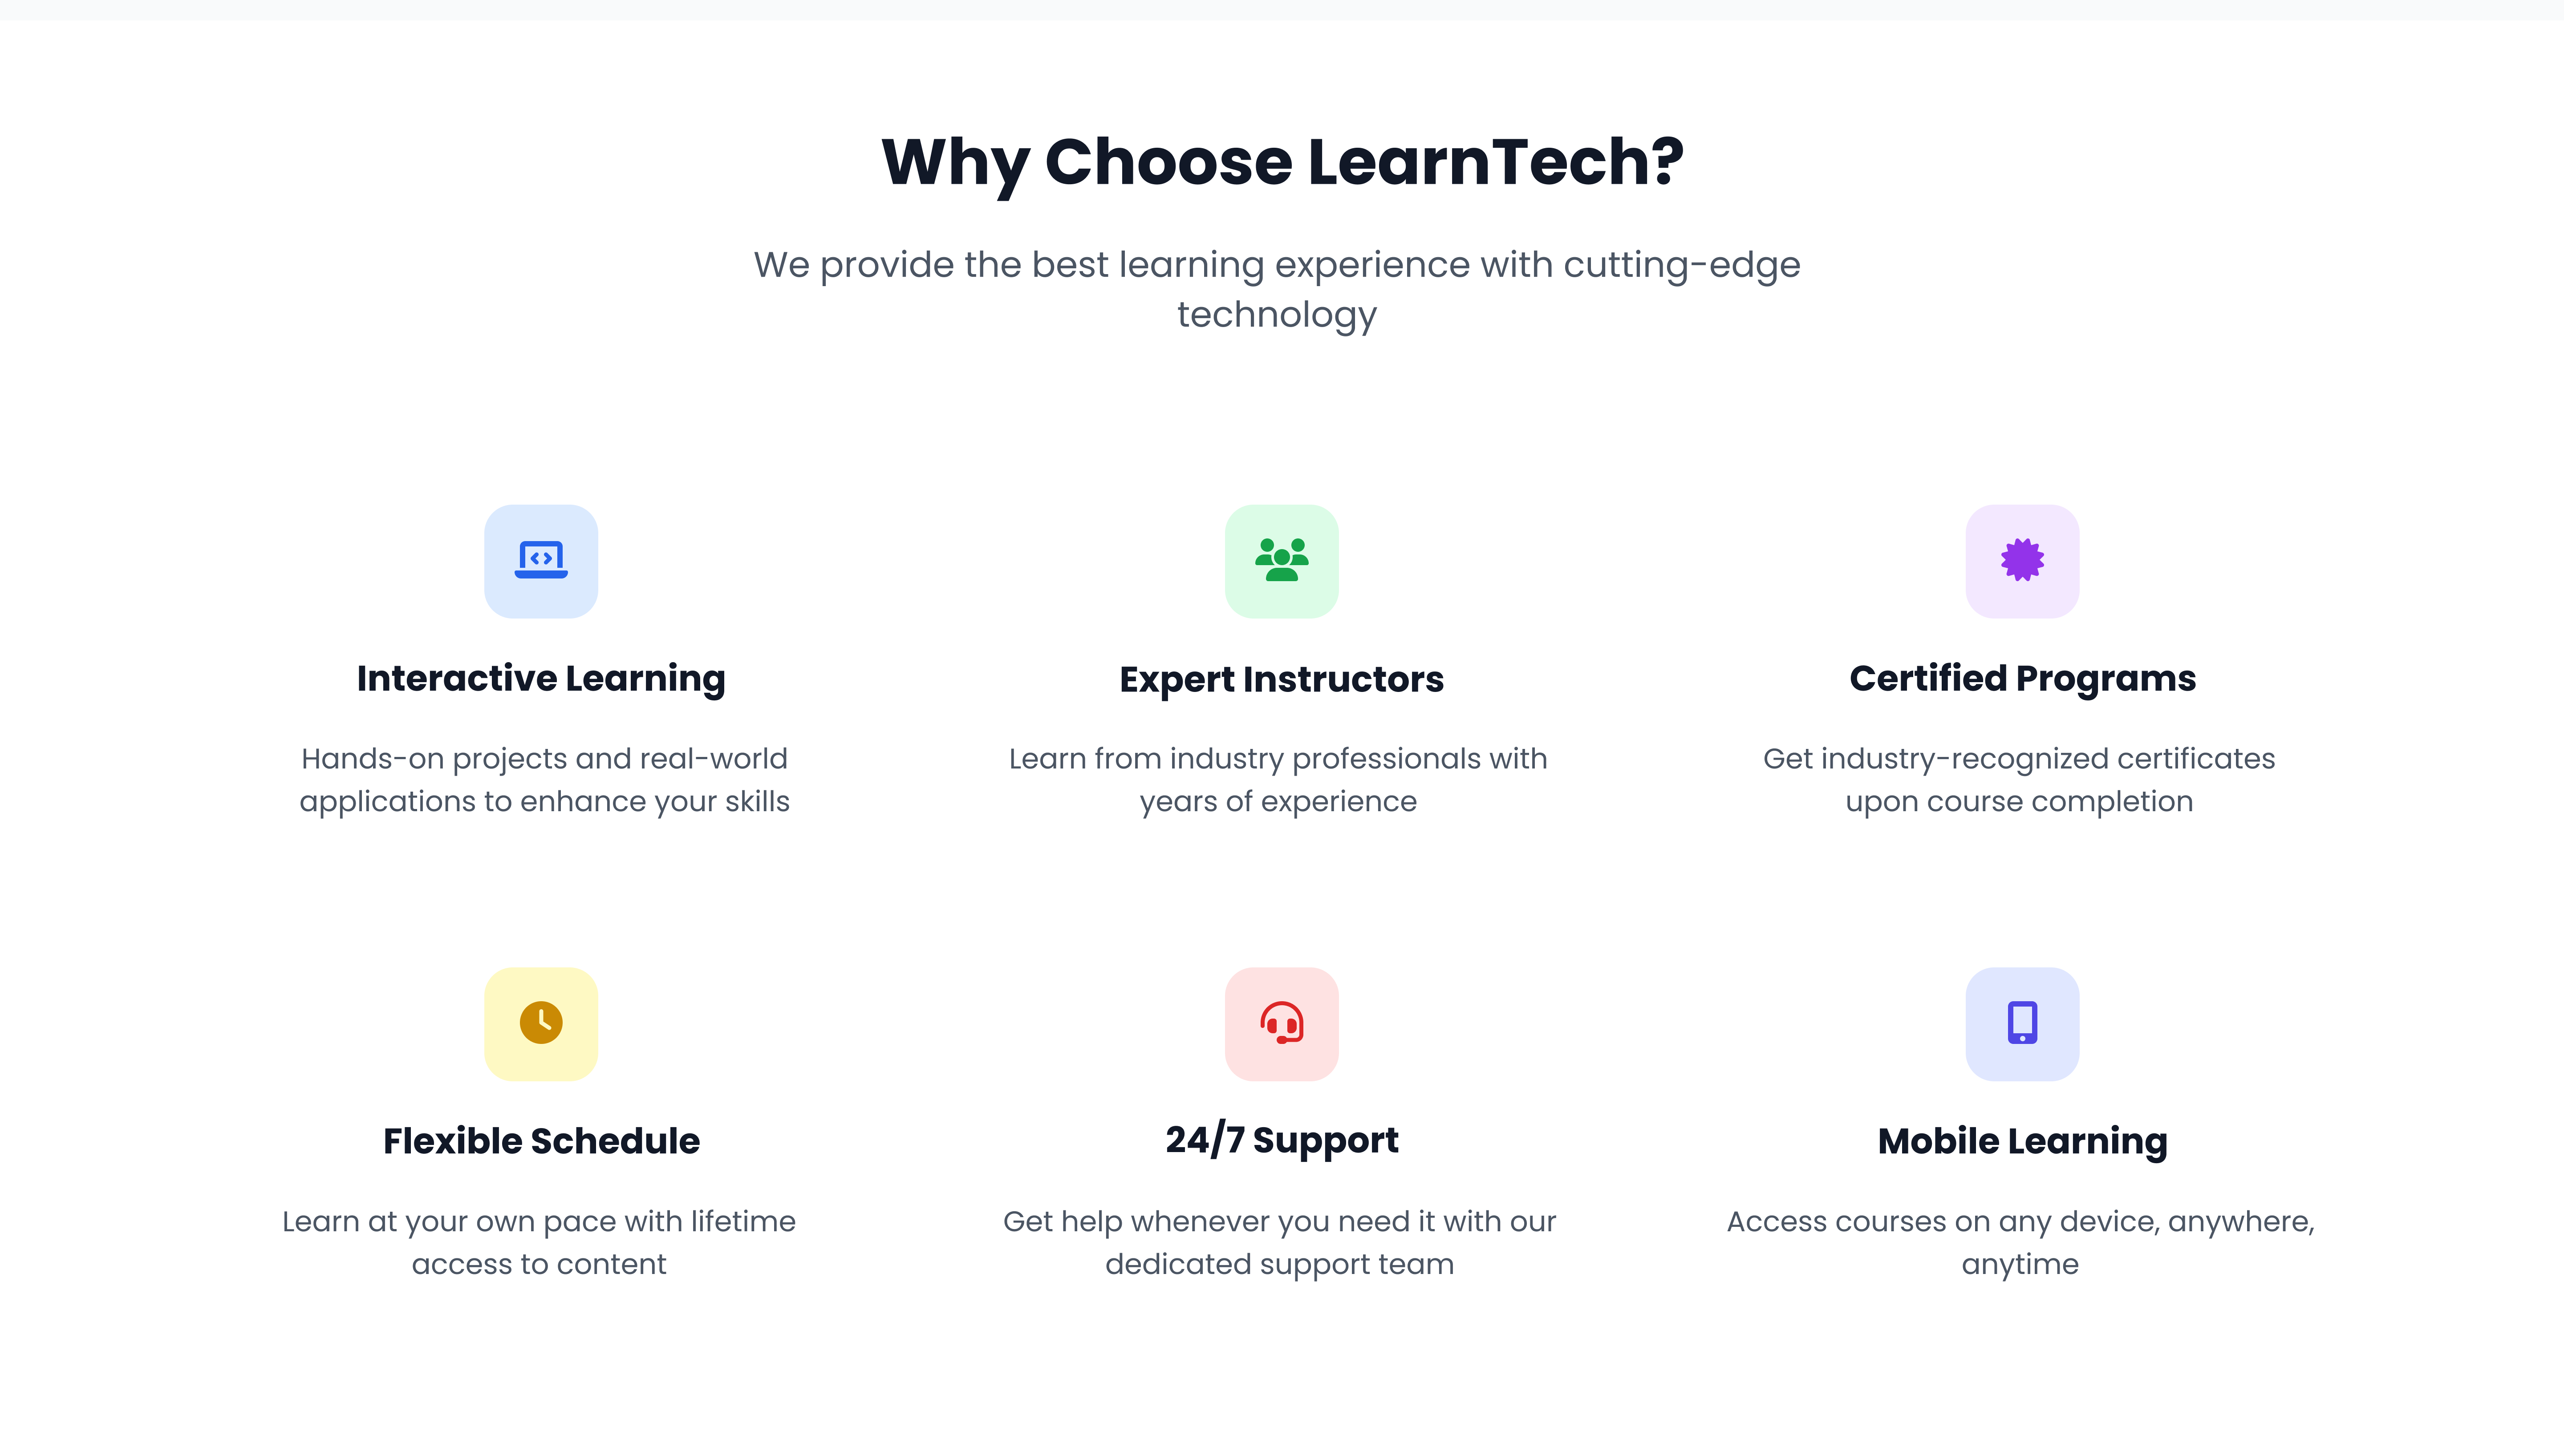 Why Choose LearnTech?
We provide the best learning experience with cutting-edge
technology
Interactive Learning
Hands-on projects and real-world
applications to enhance your skills
Expert Instructors
Learn from industry professionals with
years of experience
Certified Programs
Get industry-recognized certificates
upon course completion
Flexible Schedule
Learn at your own pace with lifetime
access to content
24/7 Support
Get help whenever you need it with our
dedicated support team
Mobile Learning
Access courses on any device, anywhere,
anytime